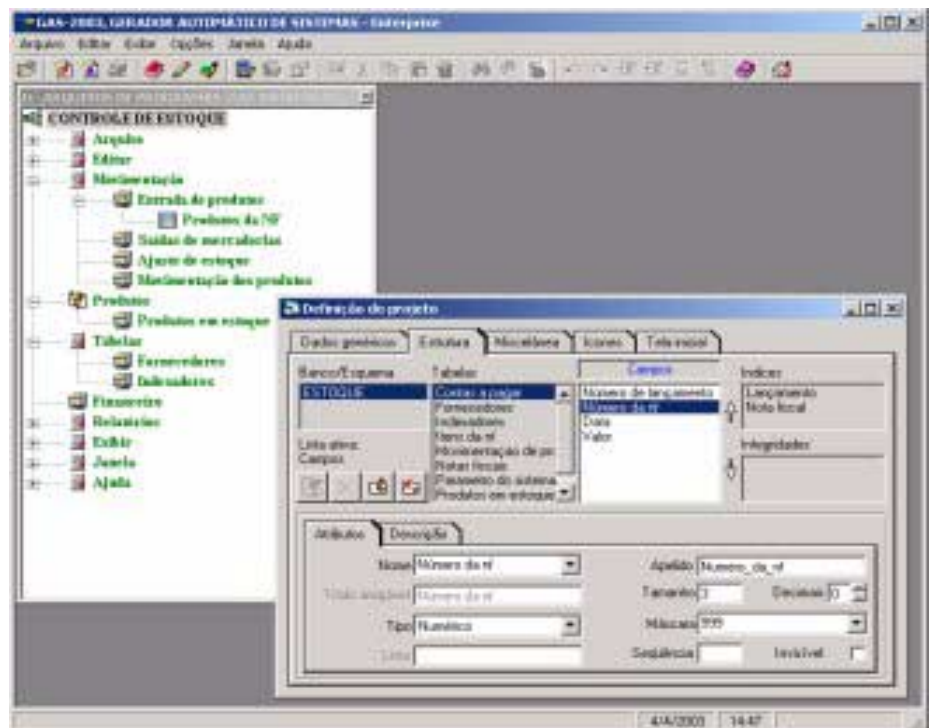 GAS-2003, GERADOR AUTOMÁTICO DE SISTEMAS - Enterprise
Arquivo Editar Exibir Opções Janela Ajuda
CONTROLE DE ESTOQUE
Arquivo
Editar
Movimentação
Entrada de produtos
Produtos da NF
Saídas de mercadorias
Ajuste de estoque
Movimentação dos produtos
Produtos
Produtos em estoque
Tabelas
Fornecedores
Indexadores
Financeiro
Relatórios
Exibir
Janela
Ajuda
Definição do projeto
Dados genéricos Estrutura Miscelânea Ícones Tela inicial
Banco/Esquema Tabelas Campos Índices
ESTOQUE
Contas a pagar
Fornecedores
Indexadores
Itens da nf
Movimentação de pro
Notas fiscais
Parametro do sistema
Produtos em estoque
Número de lançamento
Número da nf
Data
Valor
Lançamento
Nota fiscal
Lista ativa:
Campos
Integridades
Atributos Descrição
Nome Número da nf Apelido Numero_da_nf
Número da nf Tamanho 3 Decimais 0
Tipo Numérico Máscara 999
Lista Seqüência Invisível
4/4/2003 14:47